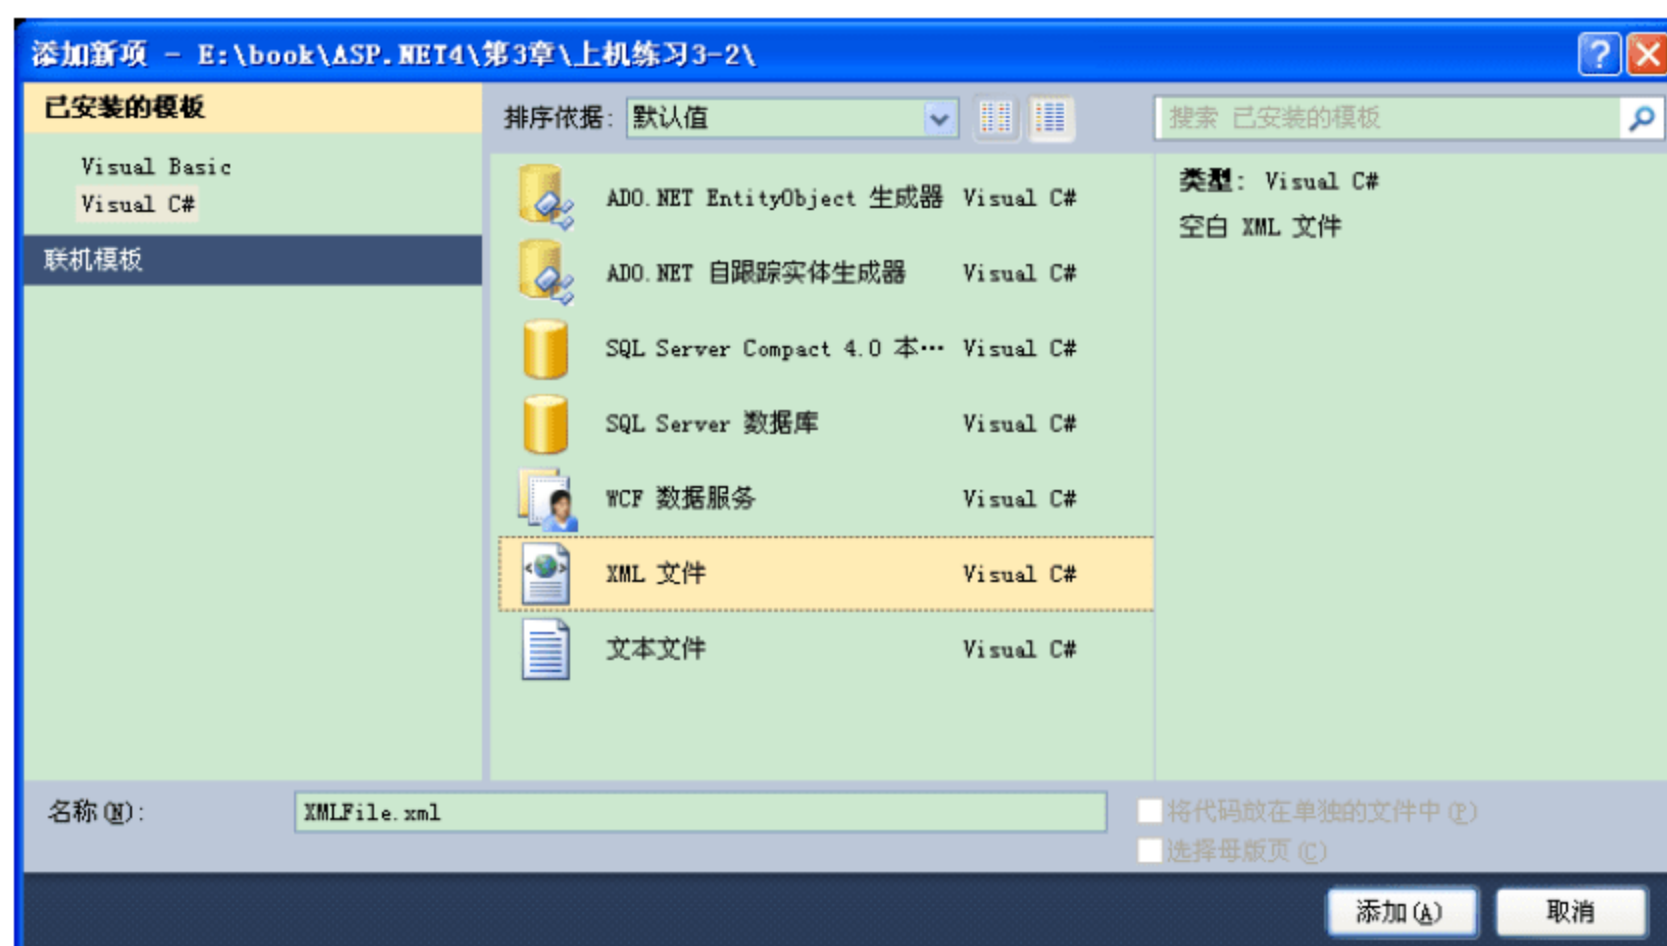 添加新项 - E:\book\ASP.NET4\第3章\上机练习3-2\
已安装的模板
Visual Basic
Visual C#
联机模板
排序依据: 默认值
搜索 已安装的模板
ADO.NET EntityObject 生成器 Visual C#
ADO.NET 自跟踪实体生成器 Visual C#
SQL Server Compact 4.0 本… Visual C#
SQL Server 数据库 Visual C#
WCF 数据服务 Visual C#
XML 文件 Visual C#
文本文件 Visual C#
类型: Visual C#
空白 XML 文件
名称(N): XMLFile.xml
将代码放在单独的文件中(P)
选择母版页(C)
添加(A) 取消